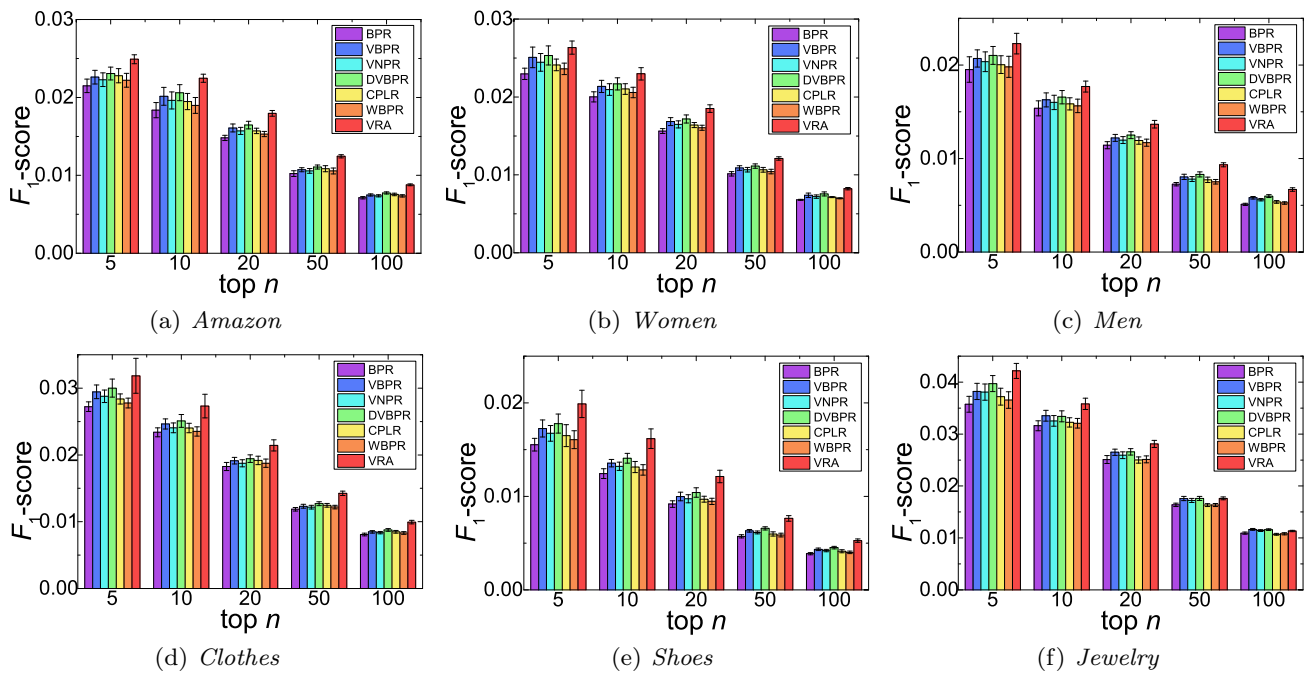 0.03
0.02
0.01
0.00
F1-score
BPR
VBPR
VNPR
DVBPR
CPLR
WBPR
VRA
5 10 20 50 100
top n
(a) Amazon
0.03
0.02
0.01
0.00
F1-score
BPR
VBPR
VNPR
DVBPR
CPLR
WBPR
VRA
5 10 20 50 100
top n
(b) Women
0.02
0.01
0.00
F1-score
BPR
VBPR
VNPR
DVBPR
CPLR
WBPR
VRA
5 10 20 50 100
top n
(c) Men
0.03
0.02
0.01
0.00
F1-score
BPR
VBPR
VNPR
DVBPR
CPLR
WBPR
VRA
5 10 20 50 100
top n
(d) Clothes
0.02
0.01
0.00
F1-score
BPR
VBPR
VNPR
DVBPR
CPLR
WBPR
VRA
5 10 20 50 100
top n
(e) Shoes
0.04
0.03
0.02
0.01
0.00
F1-score
BPR
VBPR
VNPR
DVBPR
CPLR
WBPR
VRA
5 10 20 50 100
top n
(f) Jewelry